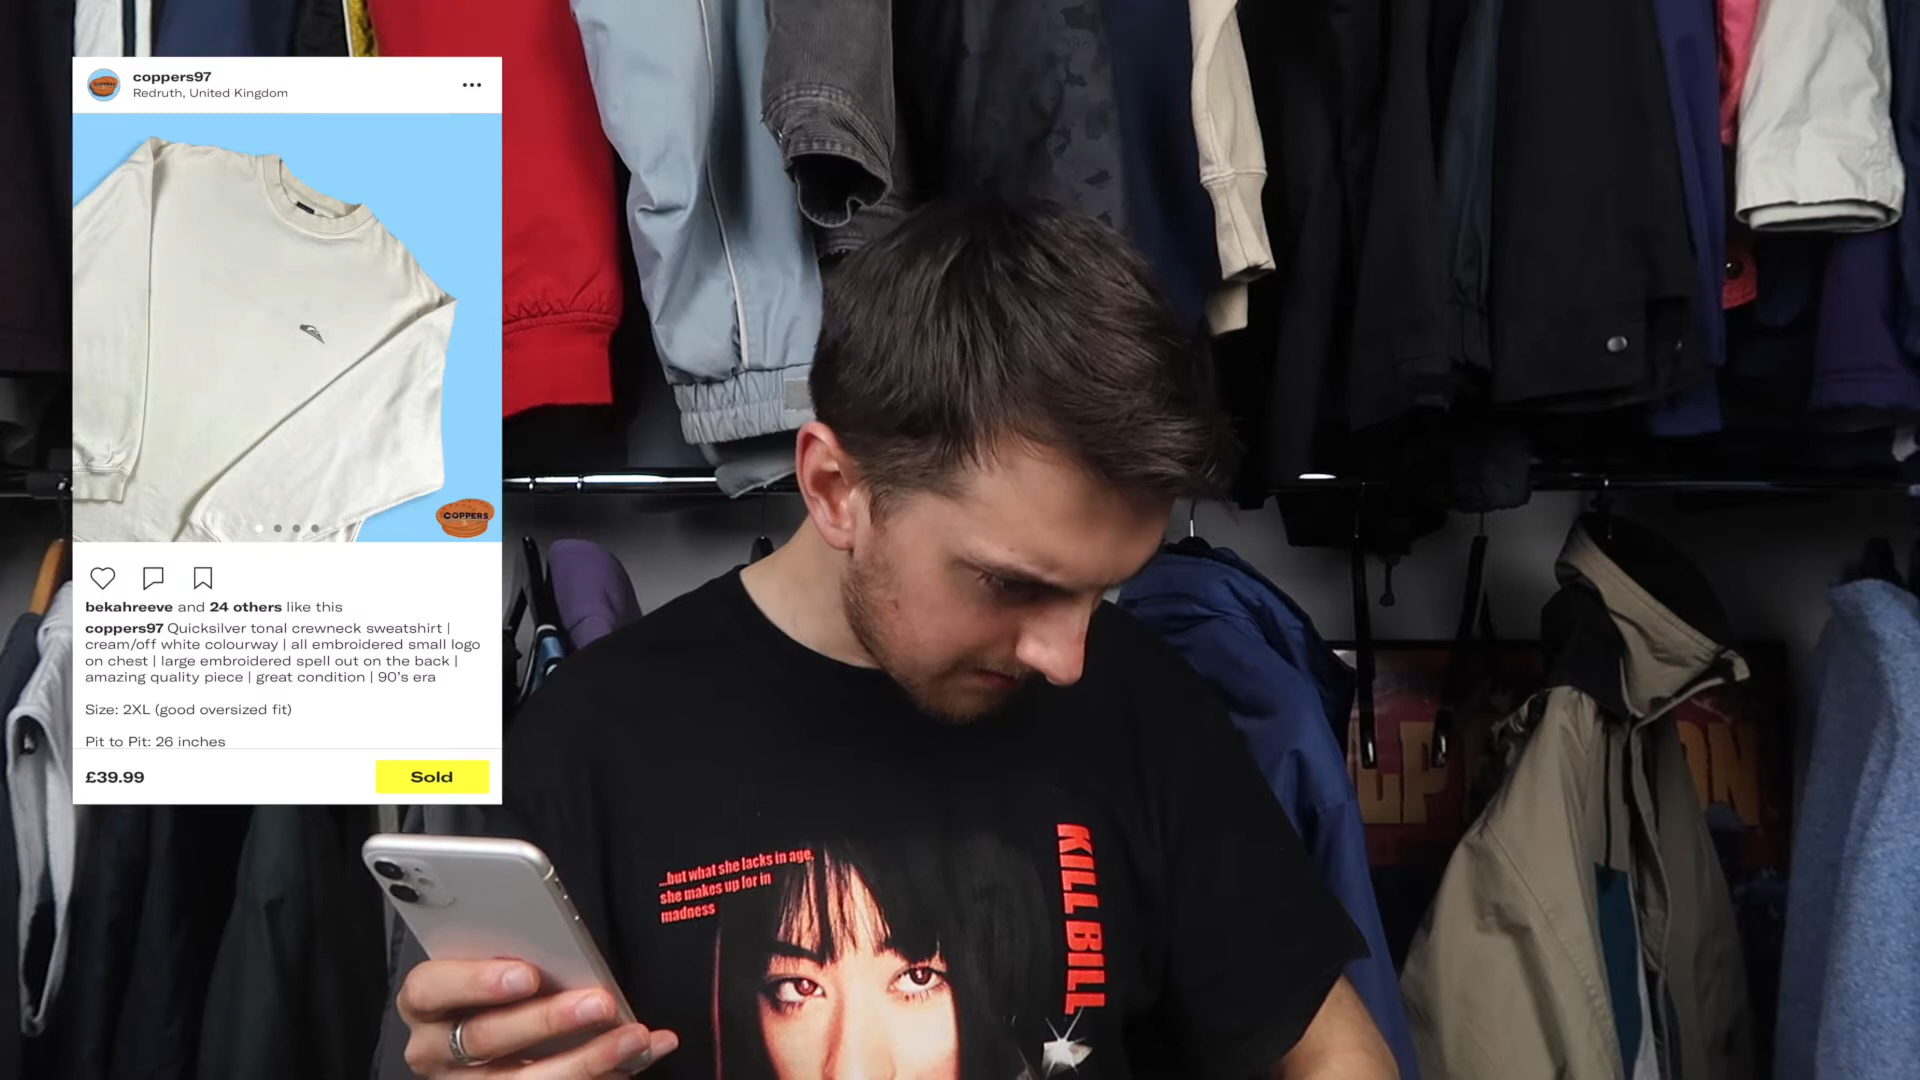 coppers97
Redruth, United Kingdom
COPPERS
bekahreeve and 24 others like this
coppers97 Quicksilver tonal crewneck sweatshirt |
cream/off white colourway | all embroidered small logo
on chest | large embroidered spell out on the back |
amazing quality piece | great condition | 90's era
Size: 2XL (good oversized fit)
Pit to Pit: 26 inches
£39.99
Sold
...but what she lacks in age,
she makes up for in
madness
KILL BILL